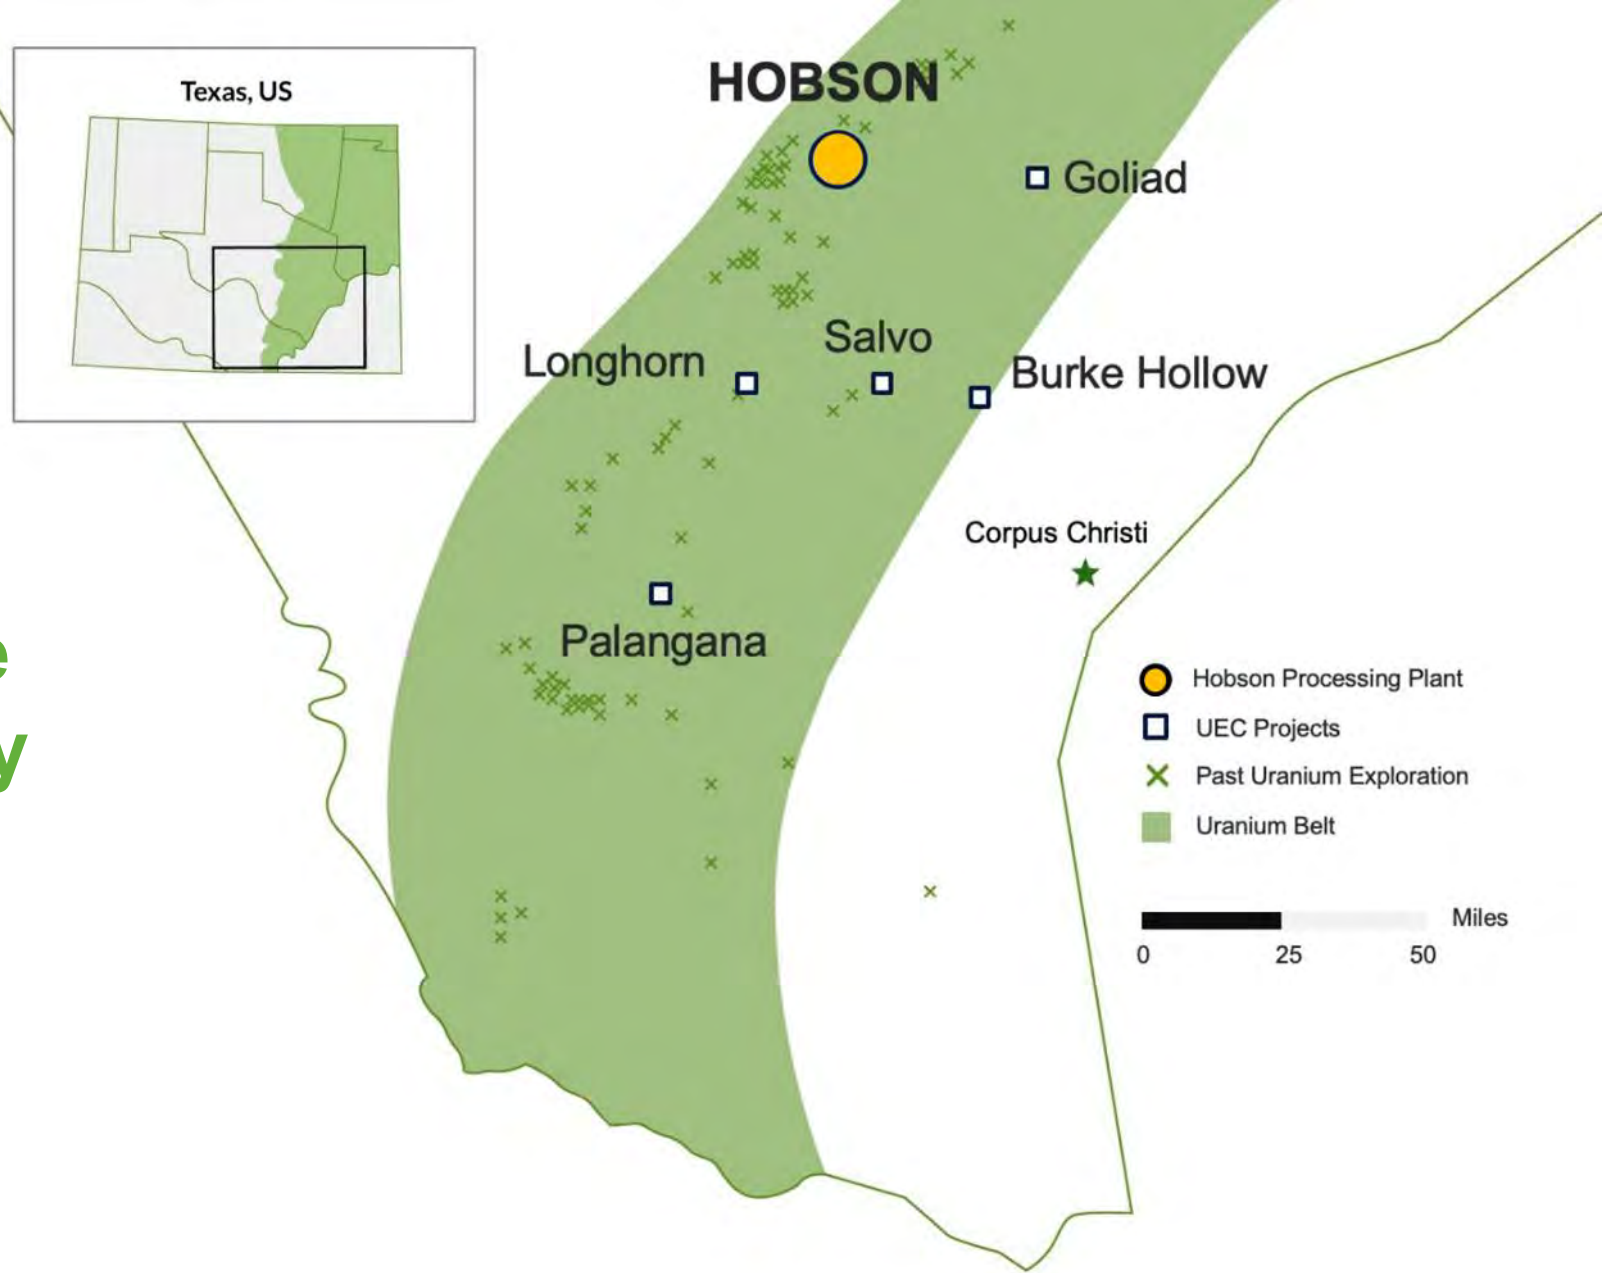 Texas, US
HOBSON
Goliad
Salvo
Longhorn
Burke Hollow
Corpus Christi
Palangana
e
y
Hobson Processing Plant
UEC Projects
Past Uranium Exploration
Uranium Belt
Miles
0 25 50